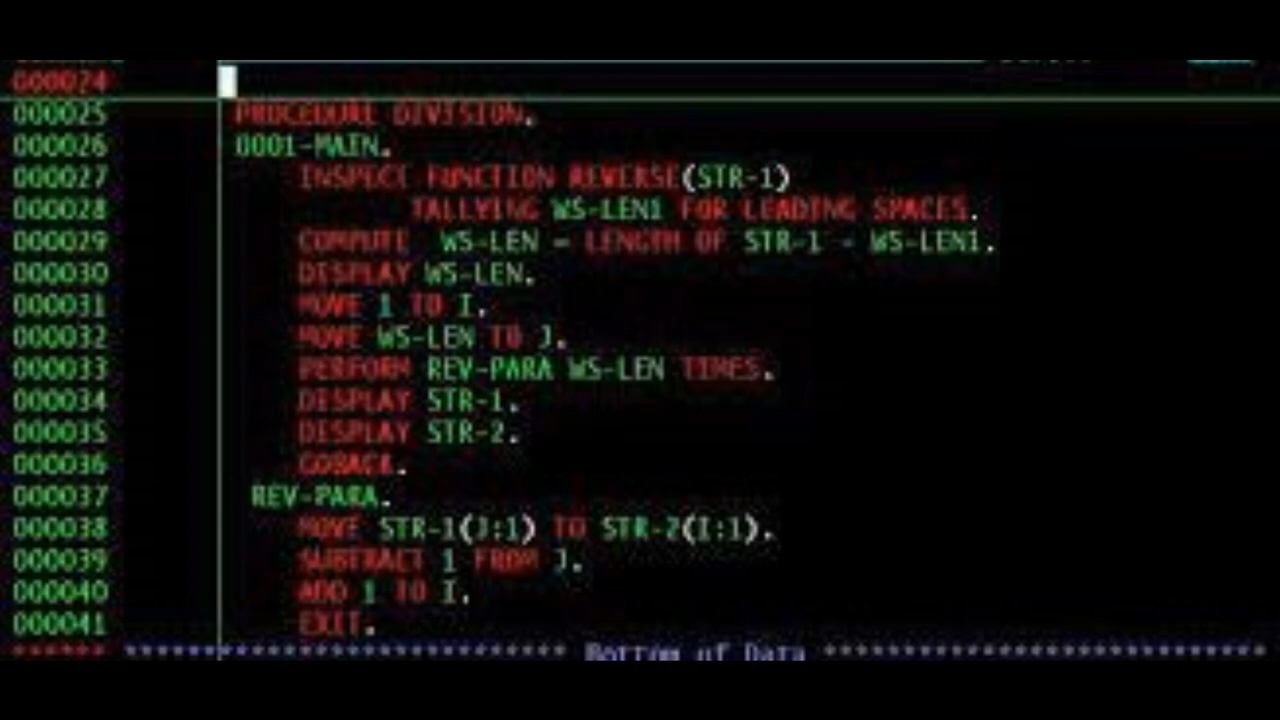 000024
000025 PROCEDURE DIVISION.
000026 0001-MAIN.
000027 INSPECT FUNCTION REVERSE(STR-1)
000028 TALLYING WS-LEN1 FOR LEADING SPACES.
000029 COMPUTE WS-LEN = LENGTH OF STR-1 - WS-LEN1.
000030 DISPLAY WS-LEN.
000031 MOVE 1 TO I.
000032 MOVE WS-LEN TO J.
000033 PERFORM REV-PARA WS-LEN TIMES.
000034 DISPLAY STR-1.
000035 DISPLAY STR-2.
000036 GOBACK.
000037 REV-PARA.
000038 MOVE STR-1(J:1) TO STR-2(I:1).
000039 SUBTRACT 1 FROM J.
000040 ADD 1 TO I.
000041 EXIT.
****** **************************** Bottom of Data ****************************